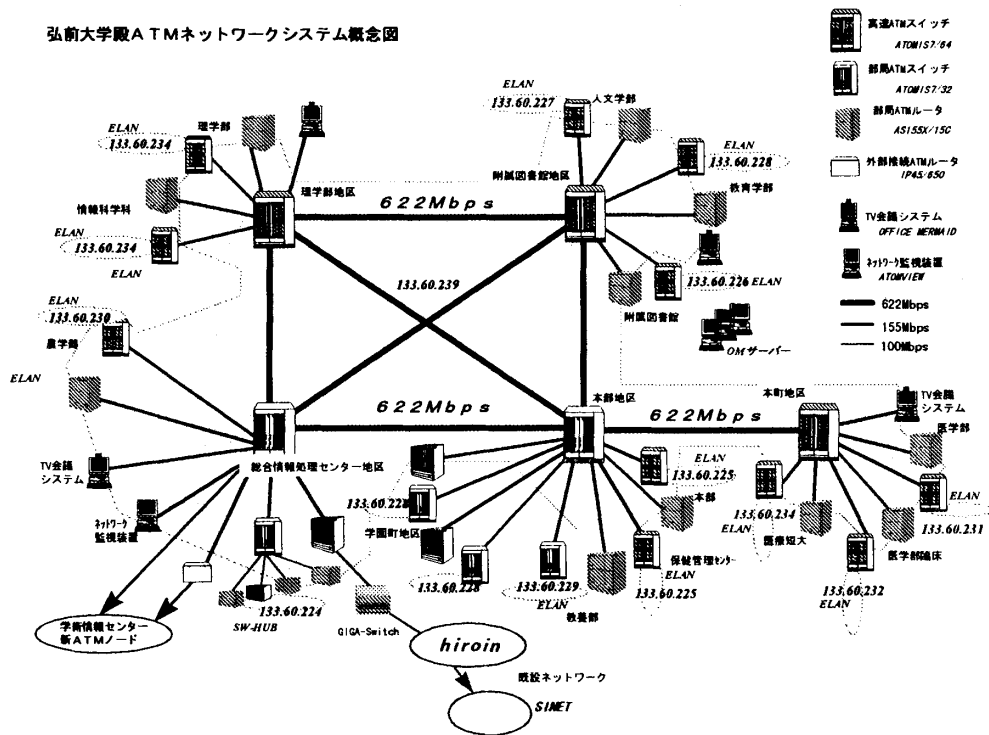 弘前大学殿ATMネットワークシステム概念図
高速ATMスイッチ
ATOMIS7/64
部局ATMスイッチ
ATOMIS7/32
部局ATMルータ
AS155X/15C
外部接続ATMルータ
IP45/650
TV会議システム
OFFICE MERMAID
ネットワーク監視装置
ATOMVIEW
622Mbps
155Mbps
100Mbps
ELAN
133.60.234
理学部
理学部地区
情報科学科
ELAN
133.60.234
ELAN
ELAN
133.60.227
人文学部
ELAN
133.60.228
附属図書館地区
教育学部
133.60.226 ELAN
附属図書館
OMサーバー
622Mbps
133.60.239
ELAN
133.60.230
農学部
ELAN
TV会議
システム
ネットワーク
監視装置
622Mbps
総合情報処理センター地区
本部地区
622Mbps
本町地区
TV会議
システム
医学部
ELAN
133.60.231
医学部臨床
133.60.234
ELAN
医療短大
133.60.232
ELAN
ELAN
133.60.225
本部
保健管理センター
ELAN
133.60.225
学園町地区
133.60.228
133.60.229
ELAN
教養部
133.60.224
SW-HUB
GIGA-Switch
学術情報センター
新ATMノード
hiroin
既設ネットワーク
SINET